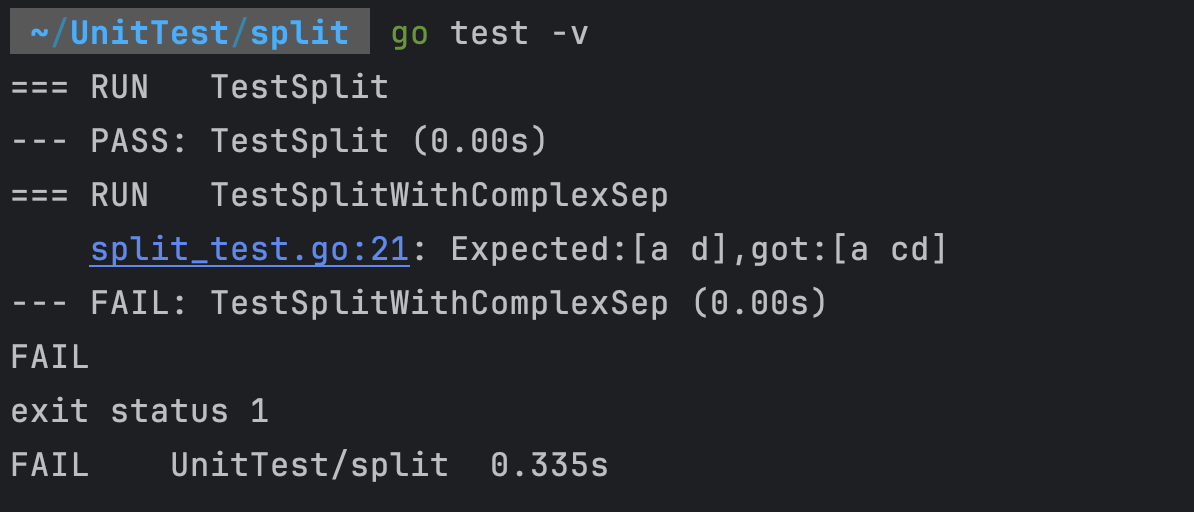 ~/UnitTest/split go test -v
=== RUN   TestSplit
--- PASS: TestSplit (0.00s)
=== RUN   TestSplitWithComplexSep
    split_test.go:21: Expected:[a d],got:[a cd]
--- FAIL: TestSplitWithComplexSep (0.00s)
FAIL
exit status 1
FAIL    UnitTest/split  0.335s